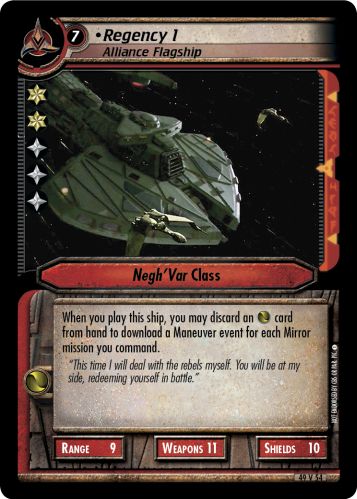 7
• Regency 1
Alliance Flagship
Negh'Var Class
When you play this ship, you may discard an card
from hand to download a Maneuver event for each Mirror
mission you command.
"This time I will deal with the rebels myself. You will be at my
side, redeeming yourself in battle."
Range 9 Weapons 11 Shields 10
49 V 54